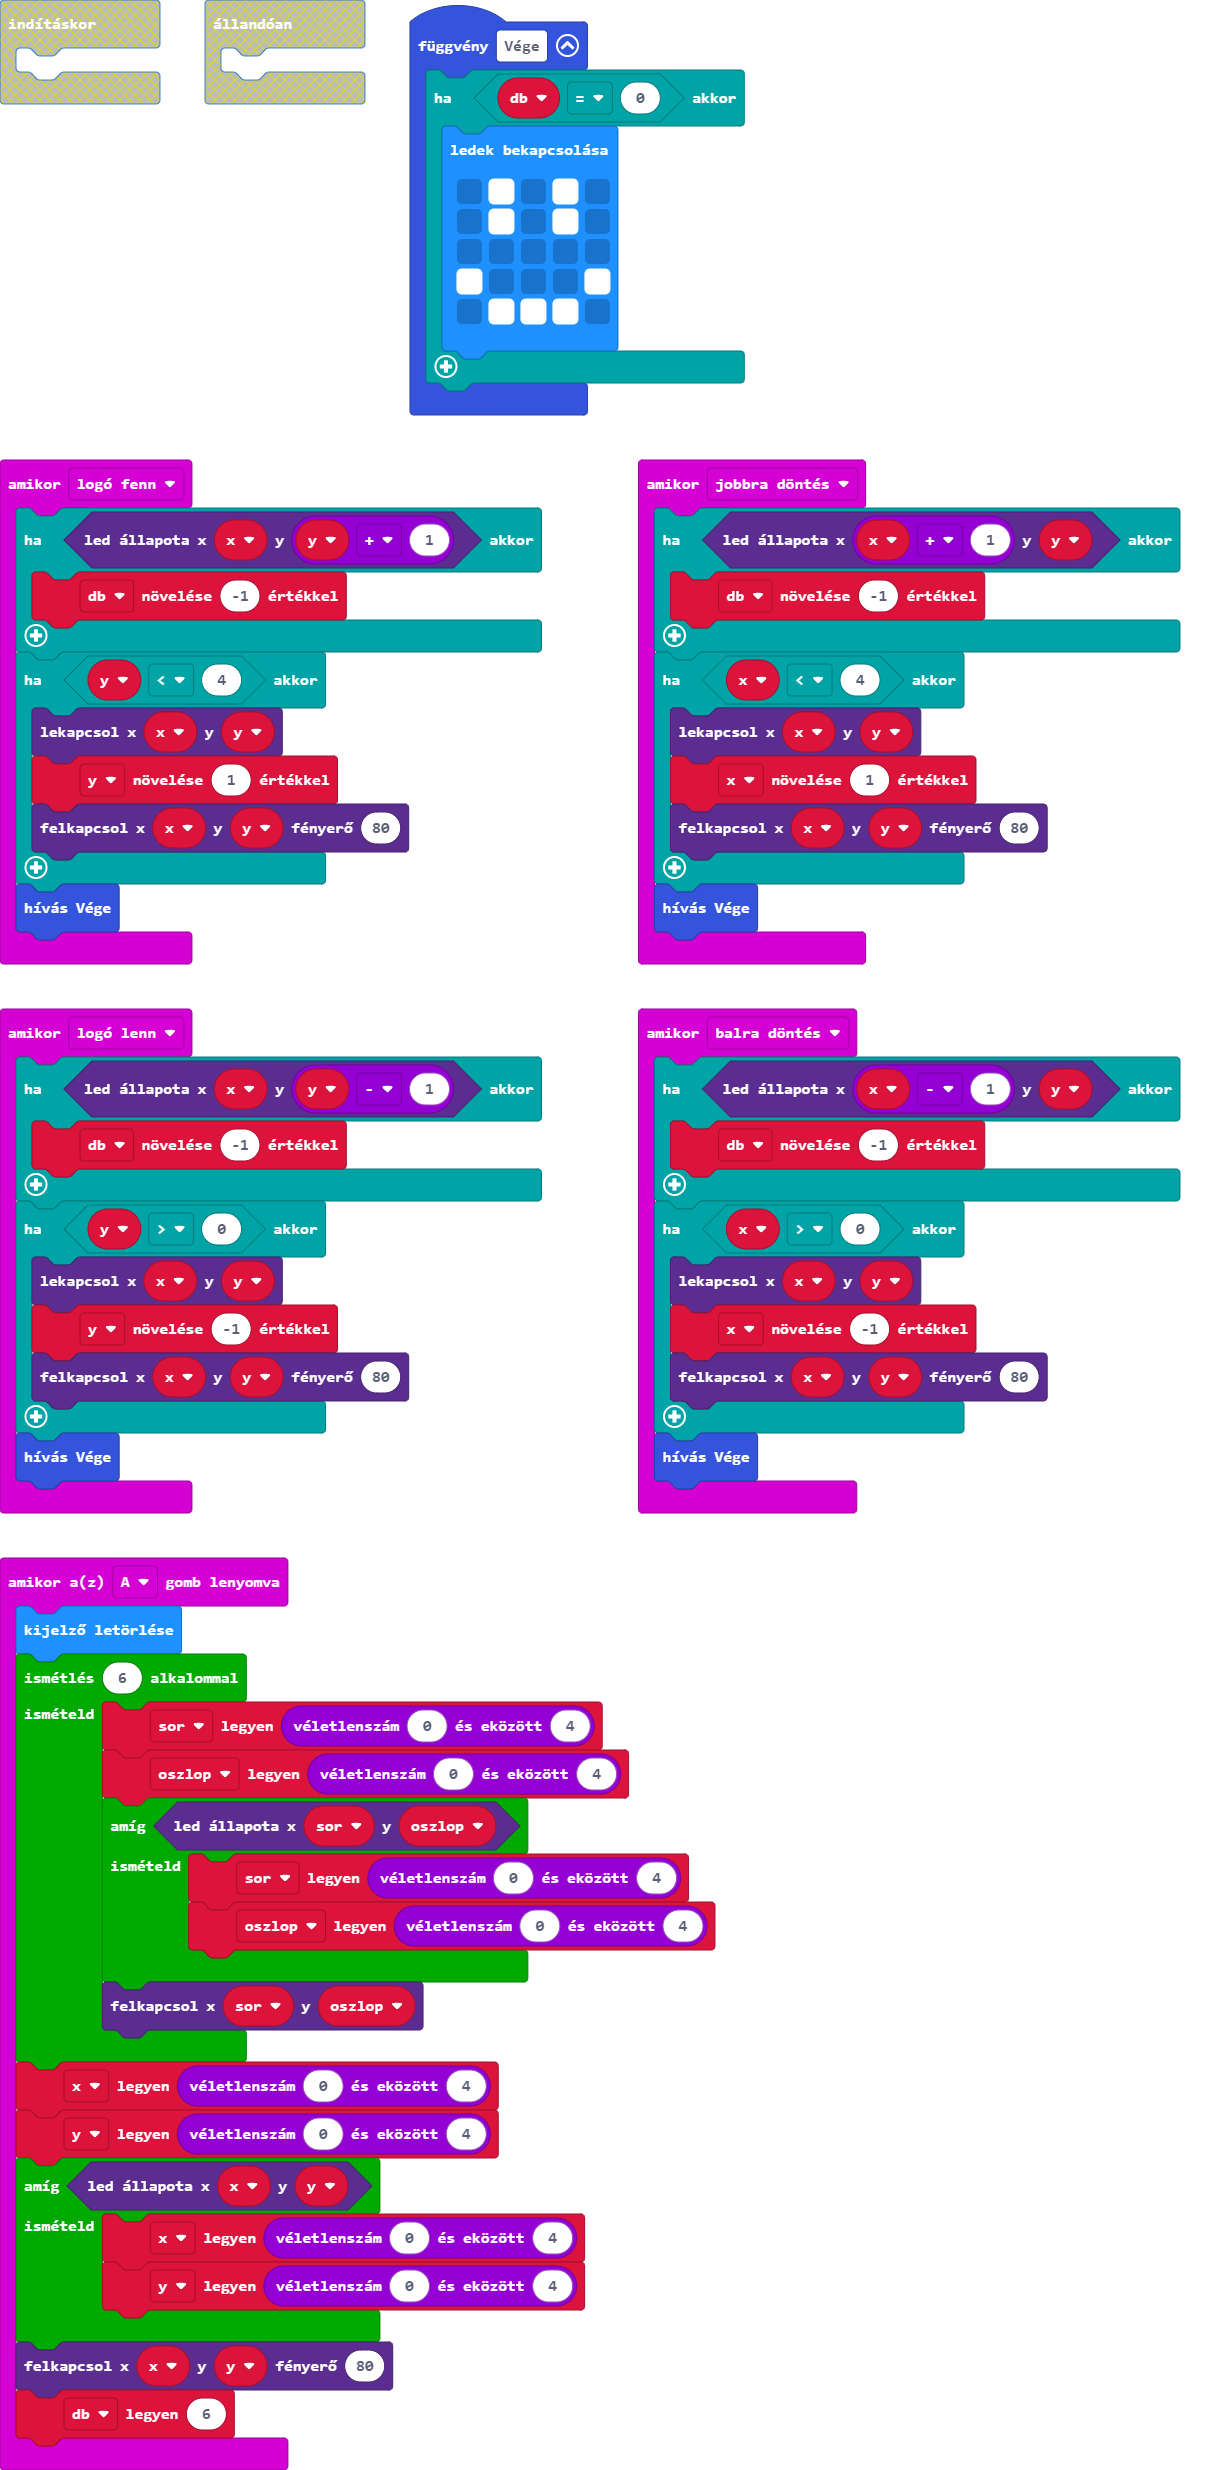 indításkor
állandóan
függvény Vége
ha db = 0 akkor
ledek bekapcsolása
amikor logó fenn
ha led állapota x x y y + 1 akkor
db növelése -1 értékkel
ha y < 4 akkor
lekapcsol x x y y
y növelése 1 értékkel
felkapcsol x x y y fényerő 80
hívás Vége
amikor jobbra döntés
ha led állapota x x + 1 y y akkor
db növelése -1 értékkel
ha x < 4 akkor
lekapcsol x x y y
x növelése 1 értékkel
felkapcsol x x y y fényerő 80
hívás Vége
amikor logó lenn
ha led állapota x x y y - 1 akkor
db növelése -1 értékkel
ha y > 0 akkor
lekapcsol x x y y
y növelése -1 értékkel
felkapcsol x x y y fényerő 80
hívás Vége
amikor balra döntés
ha led állapota x x - 1 y y akkor
db növelése -1 értékkel
ha x > 0 akkor
lekapcsol x x y y
x növelése -1 értékkel
felkapcsol x x y y fényerő 80
hívás Vége
amikor a(z) A gomb lenyomva
kijelző letörlése
ismétlés 6 alkalommal
ismételd sor legyen véletlenszám 0 és eközött 4
oszlop legyen véletlenszám 0 és eközött 4
amíg led állapota x sor y oszlop
ismételd sor legyen véletlenszám 0 és eközött 4
oszlop legyen véletlenszám 0 és eközött 4
felkapcsol x sor y oszlop
x legyen véletlenszám 0 és eközött 4
y legyen véletlenszám 0 és eközött 4
amíg led állapota x x y y
ismételd x legyen véletlenszám 0 és eközött 4
y legyen véletlenszám 0 és eközött 4
felkapcsol x x y y fényerő 80
db legyen 6